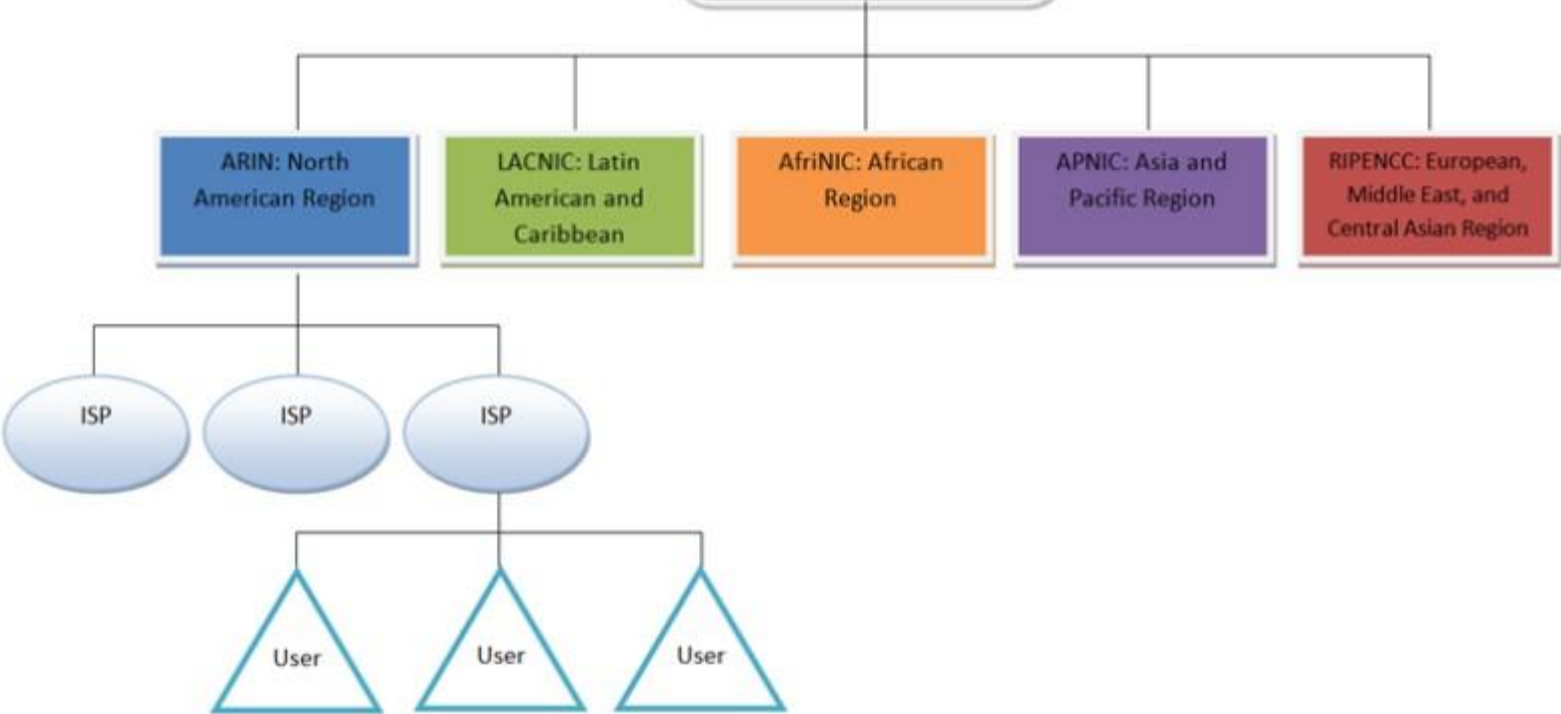 ARIN: North
American Region
LACNIC: Latin
American and
Caribbean
AfriNIC: African
Region
APNIC: Asia and
Pacific Region
RIPENCC: European,
Middle East, and
Central Asian Region
ISP
ISP
ISP
User
User
User